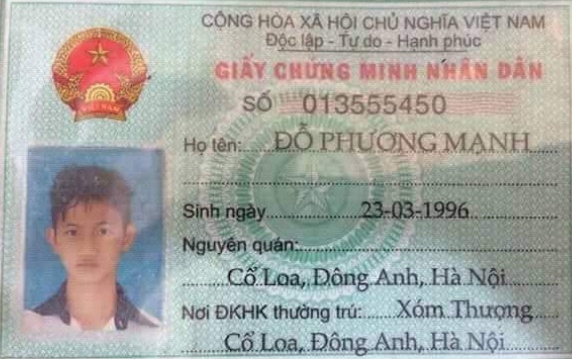 CỘNG HÒA XÃ HỘI CHỦ NGHĨA VIỆT NAM
Độc lập - Tự do - Hạnh phúc
GIẤY CHỨNG MINH NHÂN DÂN
SỐ 013555450
Họ tên: ĐỖ PHƯƠNG MẠNH
Sinh ngày 23-03-1996
Nguyên quán:
Cổ Loa, Đông Anh, Hà Nội
Nơi ĐKHK thường trú: Xóm Thượng
Cổ Loa, Đông Anh, Hà Nội
VIỆT NAM